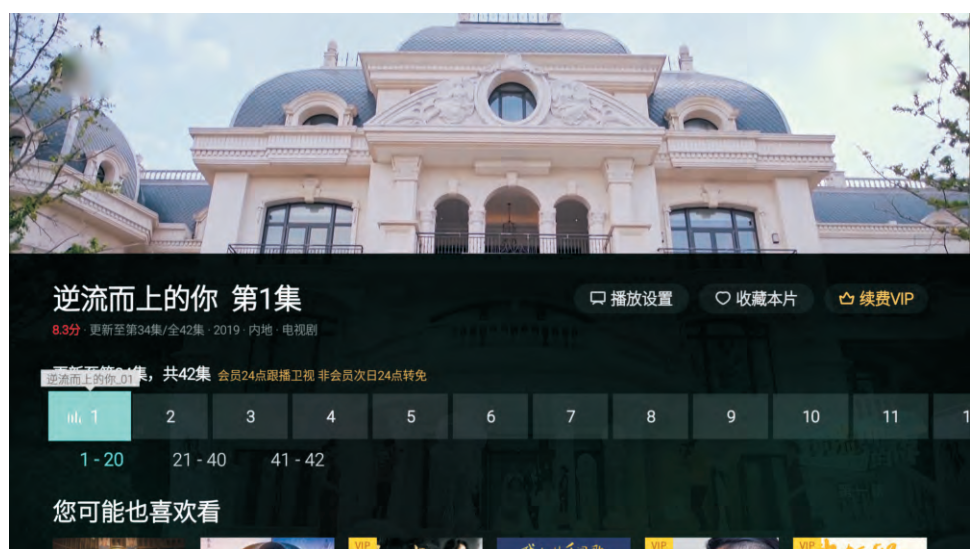 逆流而上的你 第1集
播放设置
收藏本片
续费VIP
8.3分 · 更新至第34集/全42集 · 2019 · 内地 · 电视剧
集，共42集 会员24点跟播卫视 非会员次日24点转免
逆流而上的你_01
1 2 3 4 5 6 7 8 9 10 11
1 - 20 21 - 40 41 - 42
您可能也喜欢看
VIP VIP VIP